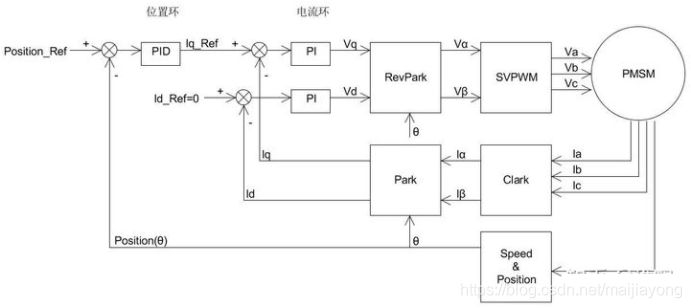 位置环
电流环
Position_Ref
+
-
PID
Iq_Ref
+
-
PI
Vq
RevPark
Vα
SVPWM
Va
Vb
Vc
PMSM
Id_Ref=0
+
-
PI
Vd
Vβ
θ
Iq
Park
Iα
Clark
Ia
Ib
Ic
Id
Iβ
Position(θ)
θ
Speed
&
Position
https://blog.csdn.net/maijiayong